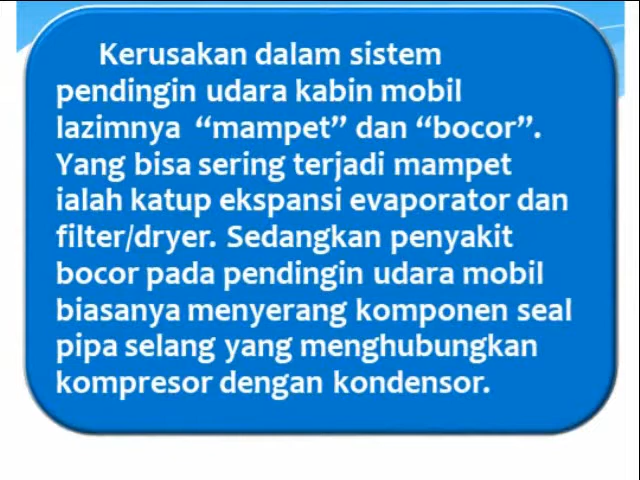 Kerusakan dalam sistem
pendingin udara kabin mobil
lazimnya “mampet” dan “bocor”.
Yang bisa sering terjadi mampet
ialah katup ekspansi evaporator dan
filter/dryer. Sedangkan penyakit
bocor pada pendingin udara mobil
biasanya menyerang komponen seal
pipa selang yang menghubungkan
kompresor dengan kondensor.